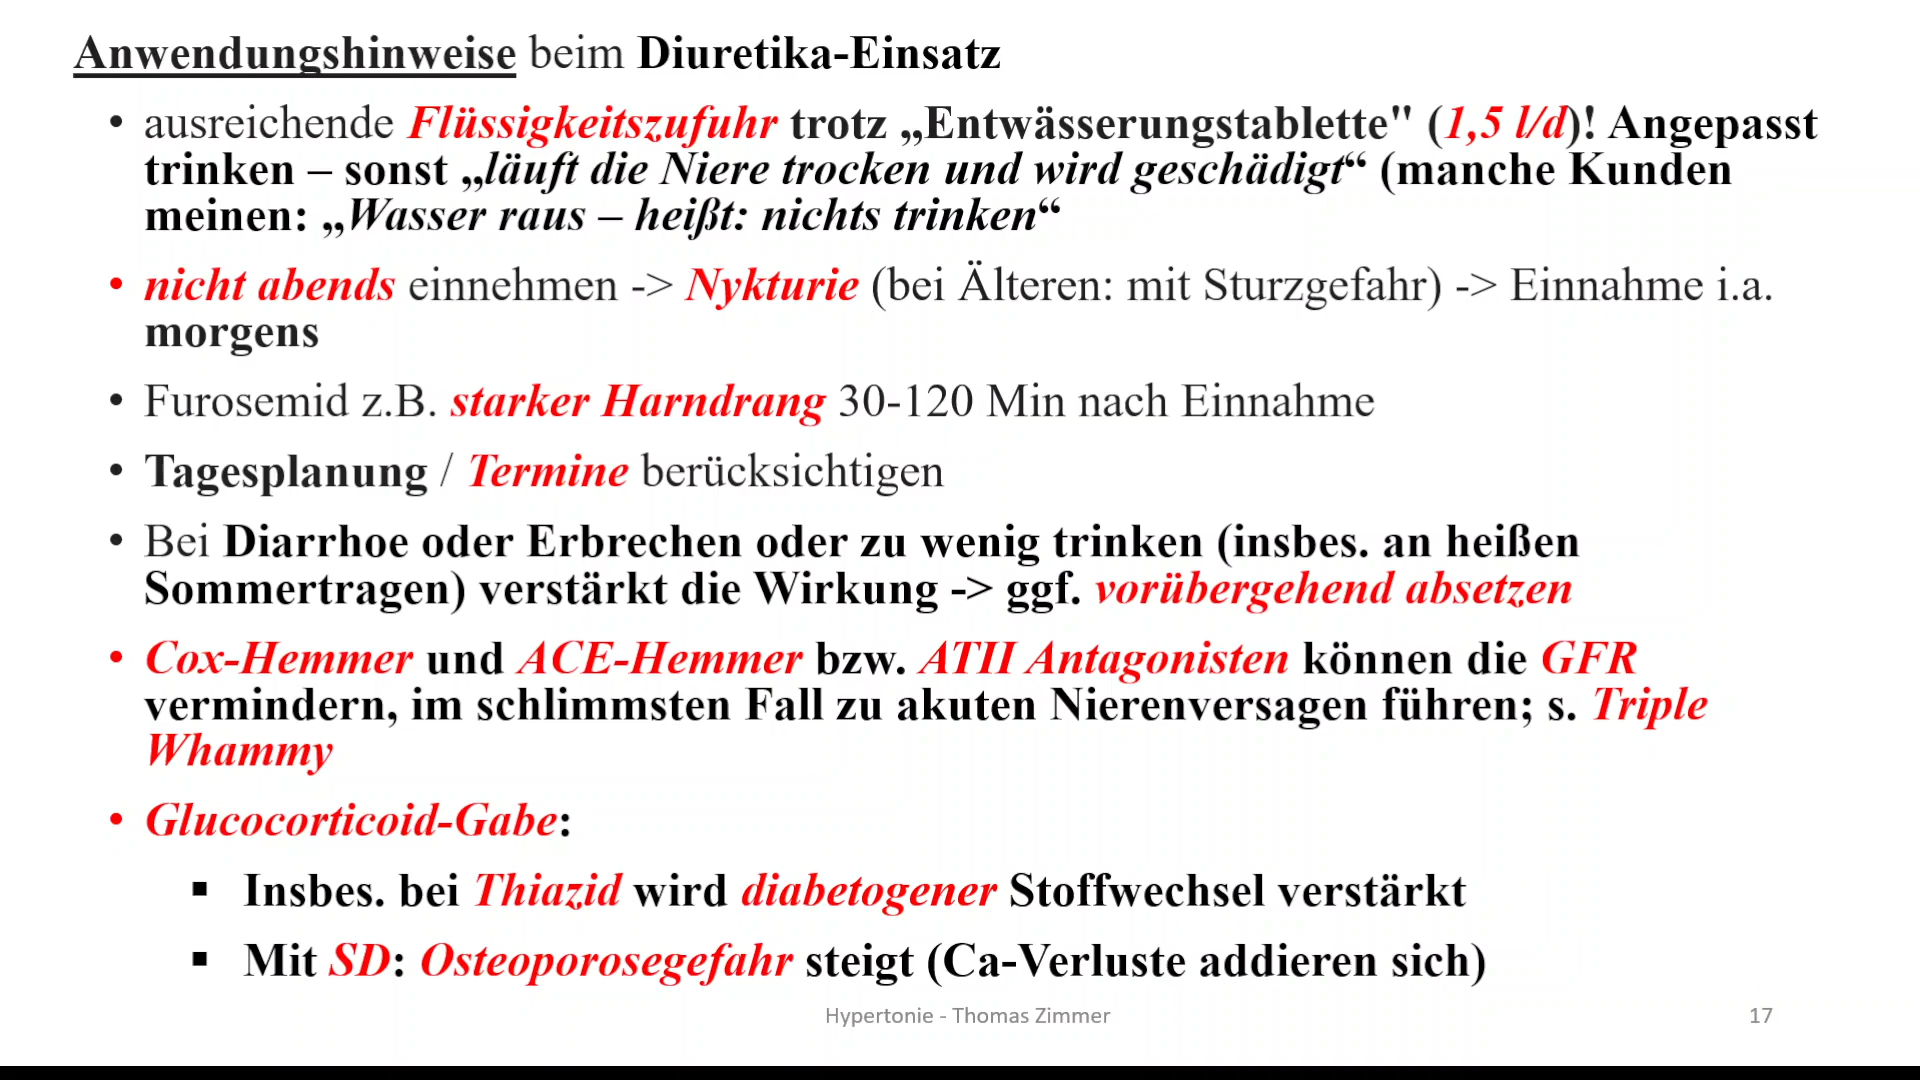 Anwendungshinweise beim Diuretika-Einsatz
• ausreichende Flüssigkeitszufuhr trotz „Entwässerungstablette" (1,5 l/d)! Angepasst
trinken – sonst „läuft die Niere trocken und wird geschädigt“ (manche Kunden
meinen: „Wasser raus – heißt: nichts trinken“
• nicht abends einnehmen -> Nykturie (bei Älteren: mit Sturzgefahr) -> Einnahme i.a.
morgens
• Furosemid z.B. starker Harndrang 30-120 Min nach Einnahme
• Tagesplanung / Termine berücksichtigen
• Bei Diarrhoe oder Erbrechen oder zu wenig trinken (insbes. an heißen
Sommertragen) verstärkt die Wirkung -> ggf. vorübergehend absetzen
• Cox-Hemmer und ACE-Hemmer bzw. ATII Antagonisten können die GFR
vermindern, im schlimmsten Fall zu akuten Nierenversagen führen; s. Triple
Whammy
• Glucocorticoid-Gabe:
▪ Insbes. bei Thiazid wird diabetogener Stoffwechsel verstärkt
▪ Mit SD: Osteoporosegefahr steigt (Ca-Verluste addieren sich)
Hypertonie - Thomas Zimmer
17